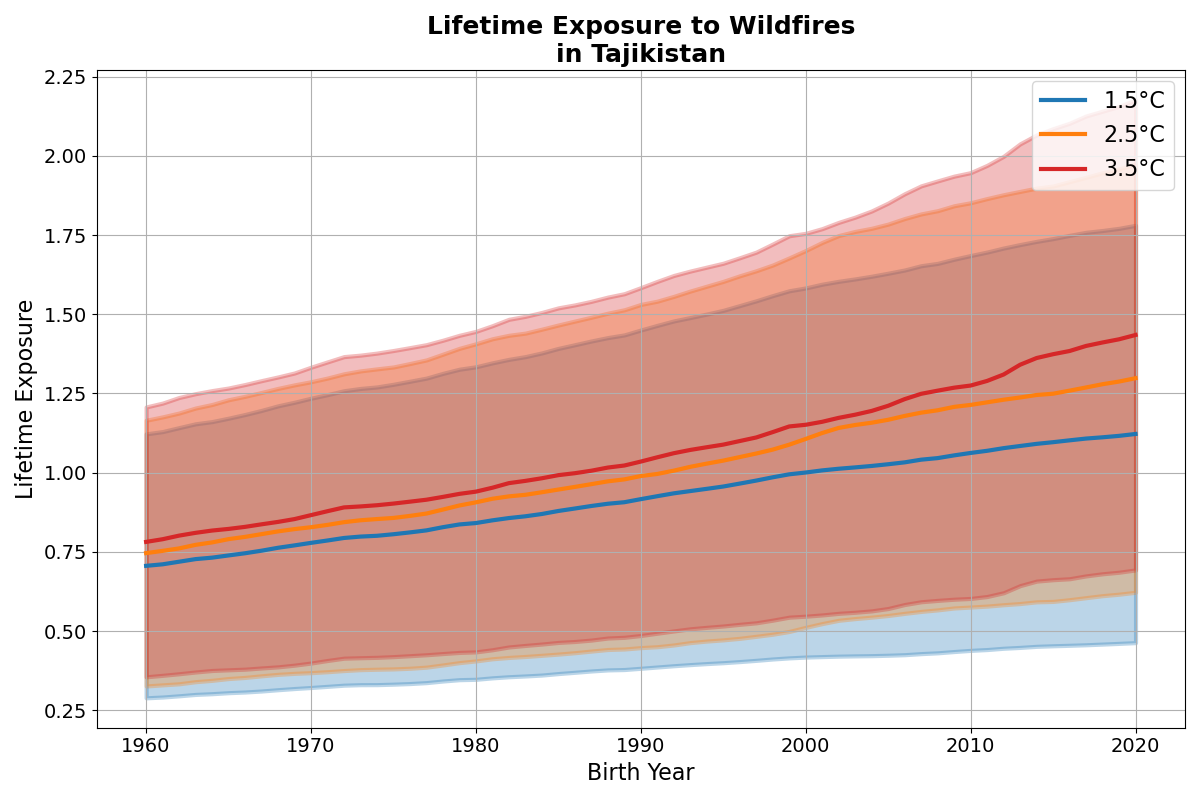 Lifetime Exposure to Wildfires
in Tajikistan
2.25
2.00
1.75
1.50
1.25
1.00
0.75
0.50
0.25
Lifetime Exposure
1.5°C
2.5°C
3.5°C
1960 1970 1980 1990 2000 2010 2020
Birth Year